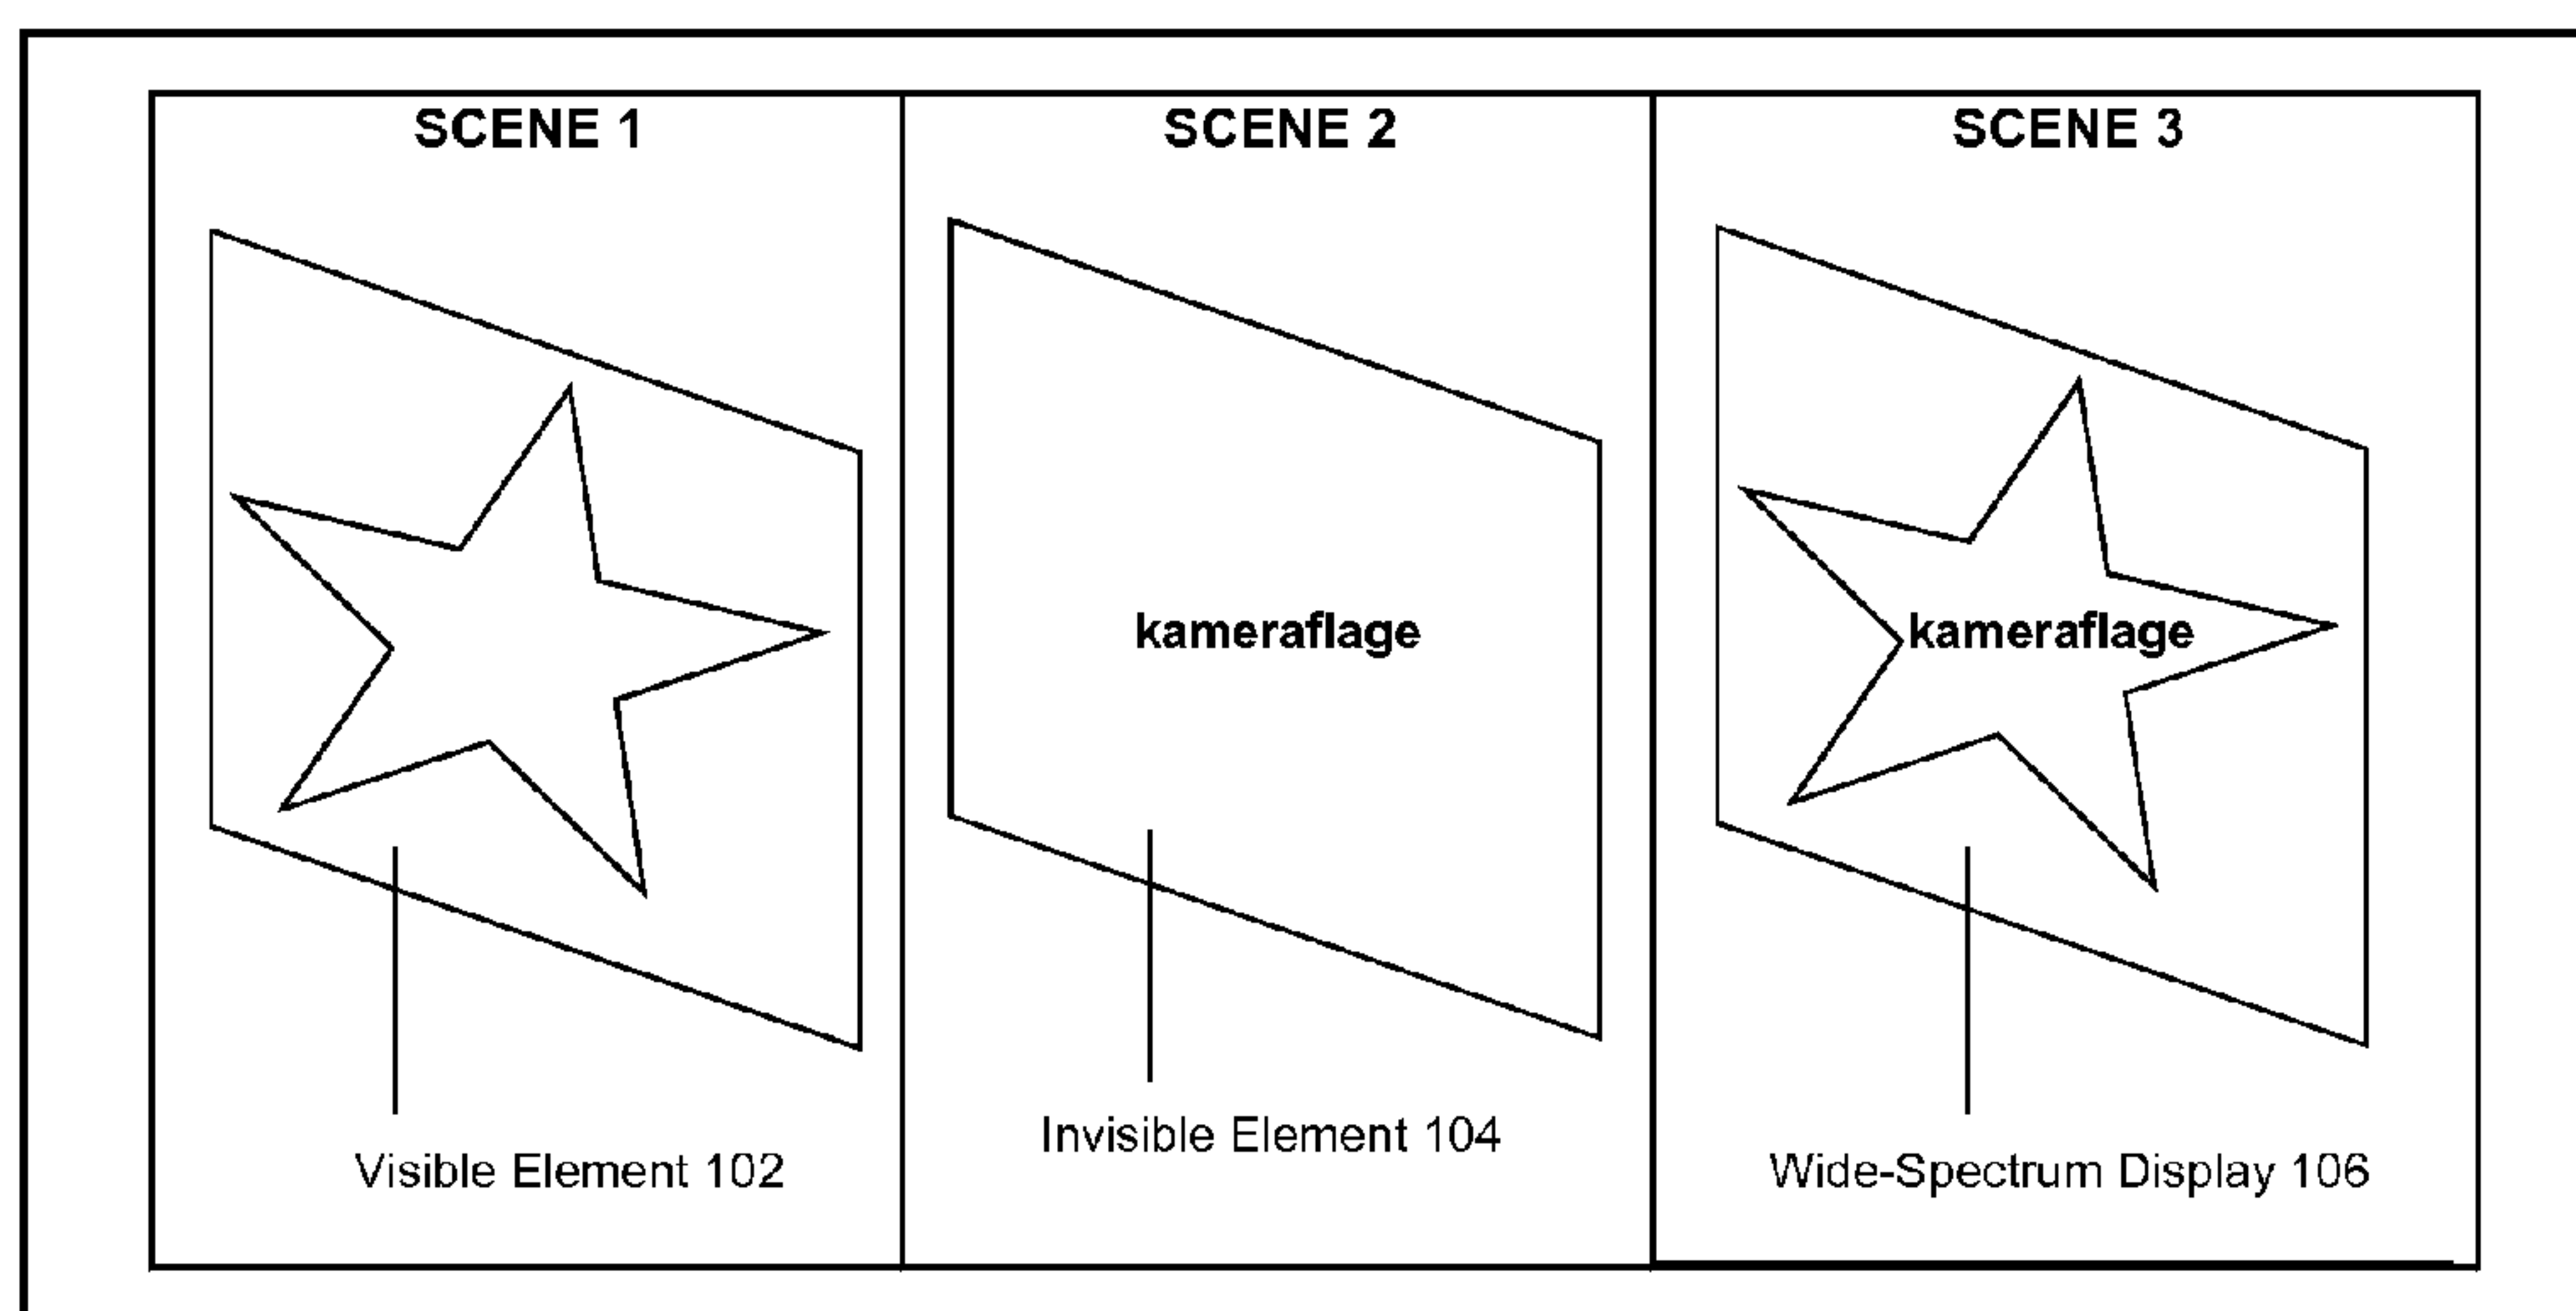 SCENE 1
kameraflage
Visible Element 102
SCENE 2
kameraflage
Invisible Element 104
SCENE 3
Wide-Spectrum Display 106